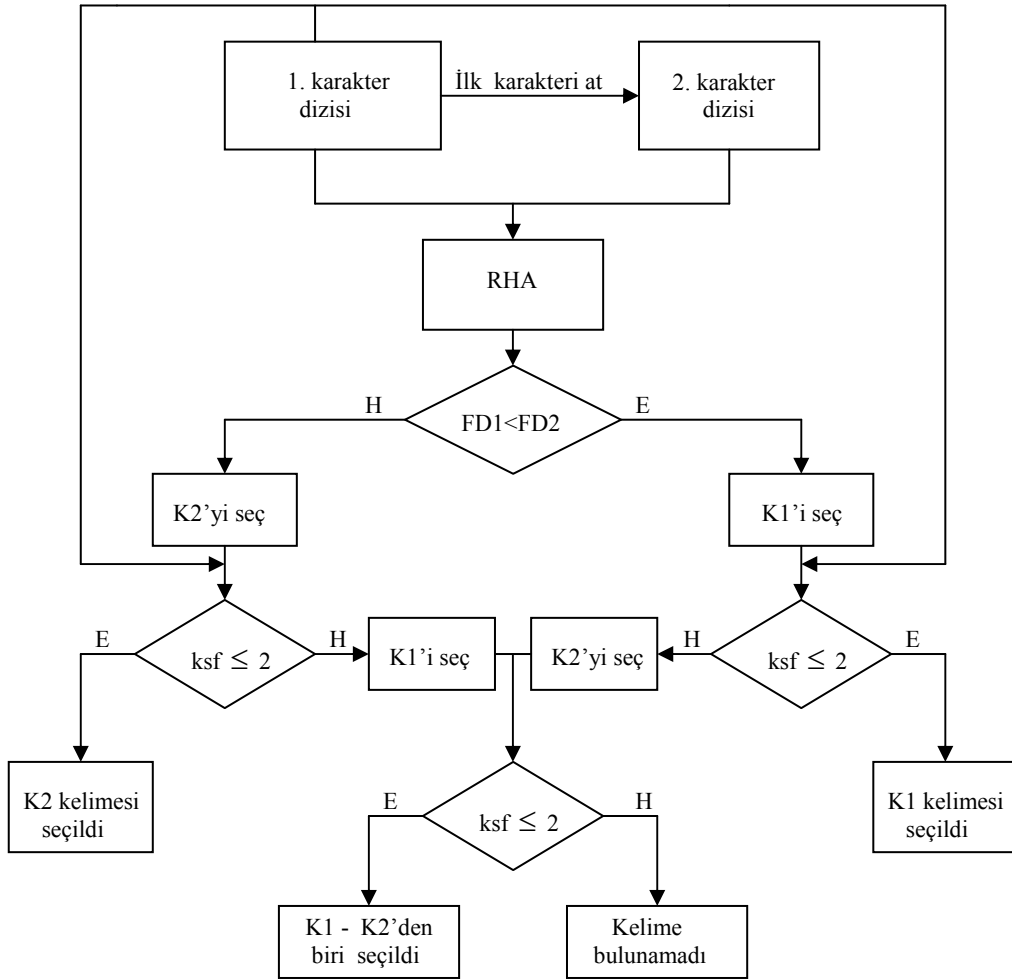 1. karakter
dizisi
İlk karakteri at
2. karakter
dizisi
RHA
H
FD1<FD2
E
K2’yi seç
K1’i seç
E
ksf ≤ 2
H
K1’i seç
K2’yi seç
H
ksf ≤ 2
E
K2 kelimesi
seçildi
E
ksf ≤ 2
H
K1 kelimesi
seçildi
K1 - K2’den
biri seçildi
Kelime
bulunamadı